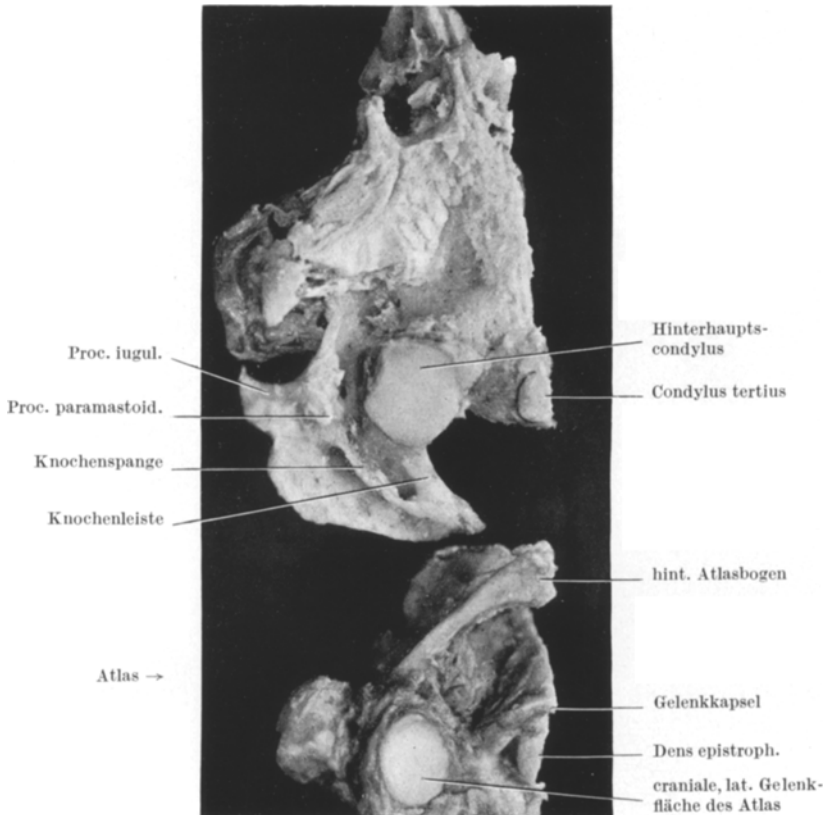 Proc. iugul.
Proc. paramastoid.
Knochenspange
Knochenleiste
Atlas →
Hinterhaupts-
condylus
Condylus tertius
hint. Atlasbogen
Gelenkkapsel
Dens epistroph.
craniale, lat. Gelenk-
fläche des Atlas